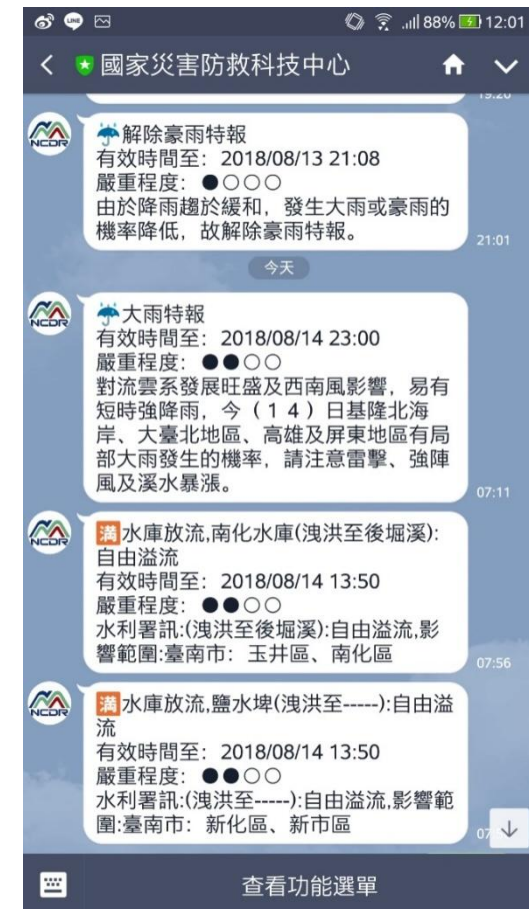 88% 12:01
國家災害防救科技中心
NCDR
解除豪雨特報
有效時間至: 2018/08/13 21:08
嚴重程度: ●○○○
由於降雨趨於緩和，發生大雨或豪雨的
機率降低，故解除豪雨特報。
21:01
今天
NCDR
大雨特報
有效時間至: 2018/08/14 23:00
嚴重程度: ●●○○
對流雲系發展旺盛及西南風影響，易有
短時強降雨，今（１４）日基隆北海
岸、大臺北地區、高雄及屏東地區有局
部大雨發生的機率，請注意雷擊、強陣
風及溪水暴漲。
07:11
NCDR
満水庫放流,南化水庫(洩洪至後堀溪):
自由溢流
有效時間至: 2018/08/14 13:50
嚴重程度: ●●○○
水利署訊:(洩洪至後堀溪):自由溢流,影
響範圍:臺南市: 玉井區、南化區
07:56
NCDR
満水庫放流,鹽水埤(洩洪至-----):自由溢
流
有效時間至: 2018/08/14 13:50
嚴重程度: ●●○○
水利署訊:(洩洪至-----):自由溢流,影響範
圍:臺南市: 新化區、新市區
查看功能選單